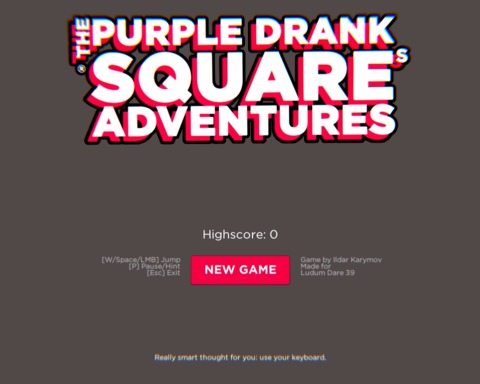 THE PURPLE DRANK
® SQUARE'S
ADVENTURES
Highscore: 0
[W/Space/LMB] Jump
[P] Pause/Hint
[Esc] Exit
NEW GAME
Game by Ildar Karymov
Made for
Ludum Dare 39
Really smart thought for you: use your keyboard.